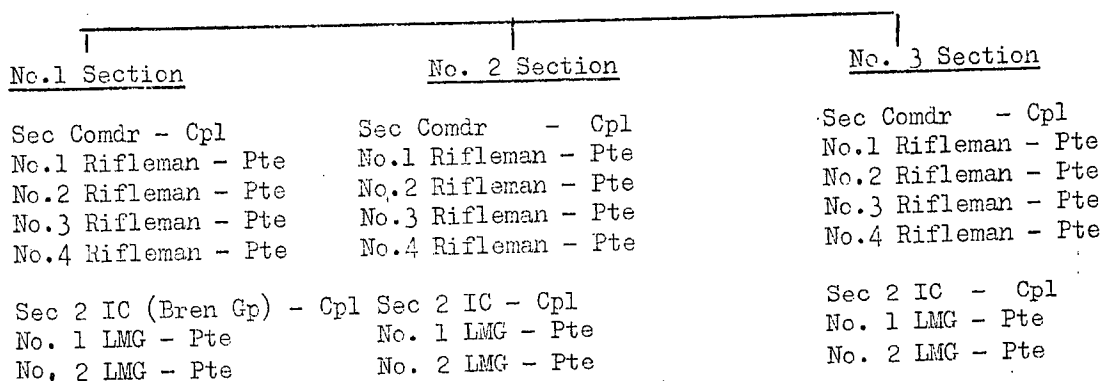 No.1 Section
Sec Comdr - Cpl
No.1 Rifleman - Pte
No.2 Rifleman - Pte
No.3 Rifleman - Pte
No.4 Rifleman - Pte
Sec 2 IC (Bren Gp) - Cpl
No. 1 LMG - Pte
No. 2 LMG - Pte
No. 2 Section
Sec Comdr - Cpl
No.1 Rifleman - Pte
No.2 Rifleman - Pte
No.3 Rifleman - Pte
No.4 Rifleman - Pte
Sec 2 IC - Cpl
No. 1 LMG - Pte
No. 2 LMG - Pte
No. 3 Section
Sec Comdr - Cpl
No.1 Rifleman - Pte
No.2 Rifleman - Pte
No.3 Rifleman - Pte
No.4 Rifleman - Pte
Sec 2 IC - Cpl
No. 1 LMG - Pte
No. 2 LMG - Pte